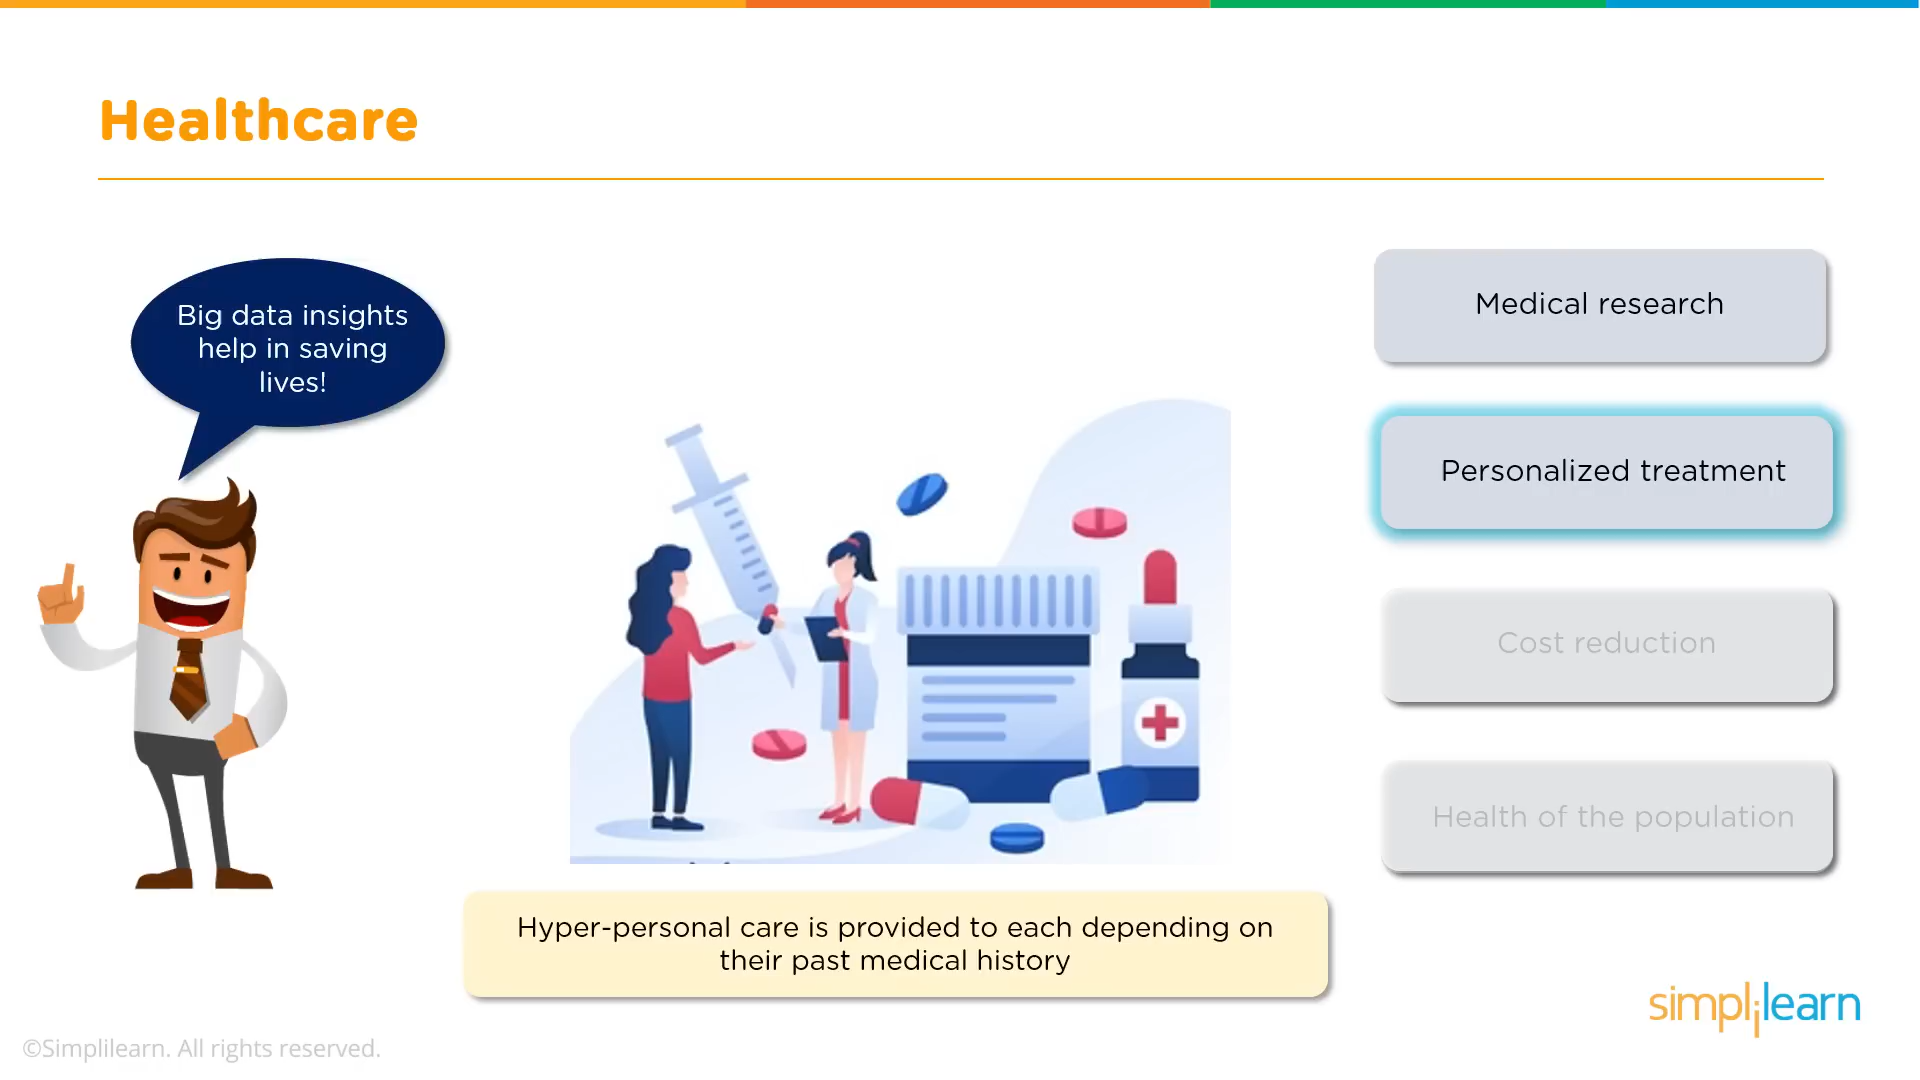 Healthcare
Big data insights
help in saving
lives!
Medical research
Personalized treatment
Cost reduction
Health of the population
Hyper-personal care is provided to each depending on
their past medical history
simplilearn
©Simplilearn. All rights reserved.